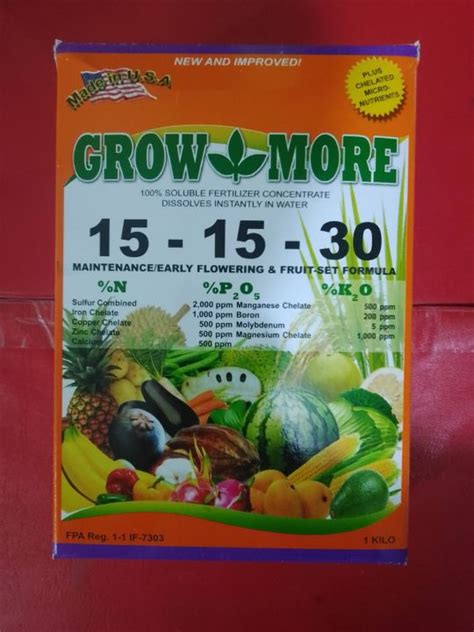 NEW AND IMPROVED!
Made in U.S.A
PLUS
CHELATED
MICRO-
NUTRIENTS
GROW MORE
100% SOLUBLE FERTILIZER CONCENTRATE
DISSOLVES INSTANTLY IN WATER
15 - 15 - 30
MAINTENANCE/EARLY FLOWERING & FRUIT-SET FORMULA
%N %P2O5 %K2O
Sulfur Combined 2,000 ppm Manganese Chelate 500 ppm
Iron Chelate 1,000 ppm Boron 200 ppm
Copper Chelate 500 ppm Molybdenum 5 ppm
Zinc Chelate 500 ppm Magnesium Chelate 1,000 ppm
Calcium 500 ppm
FPA Reg. 1-1 IF-7303
1 KILO